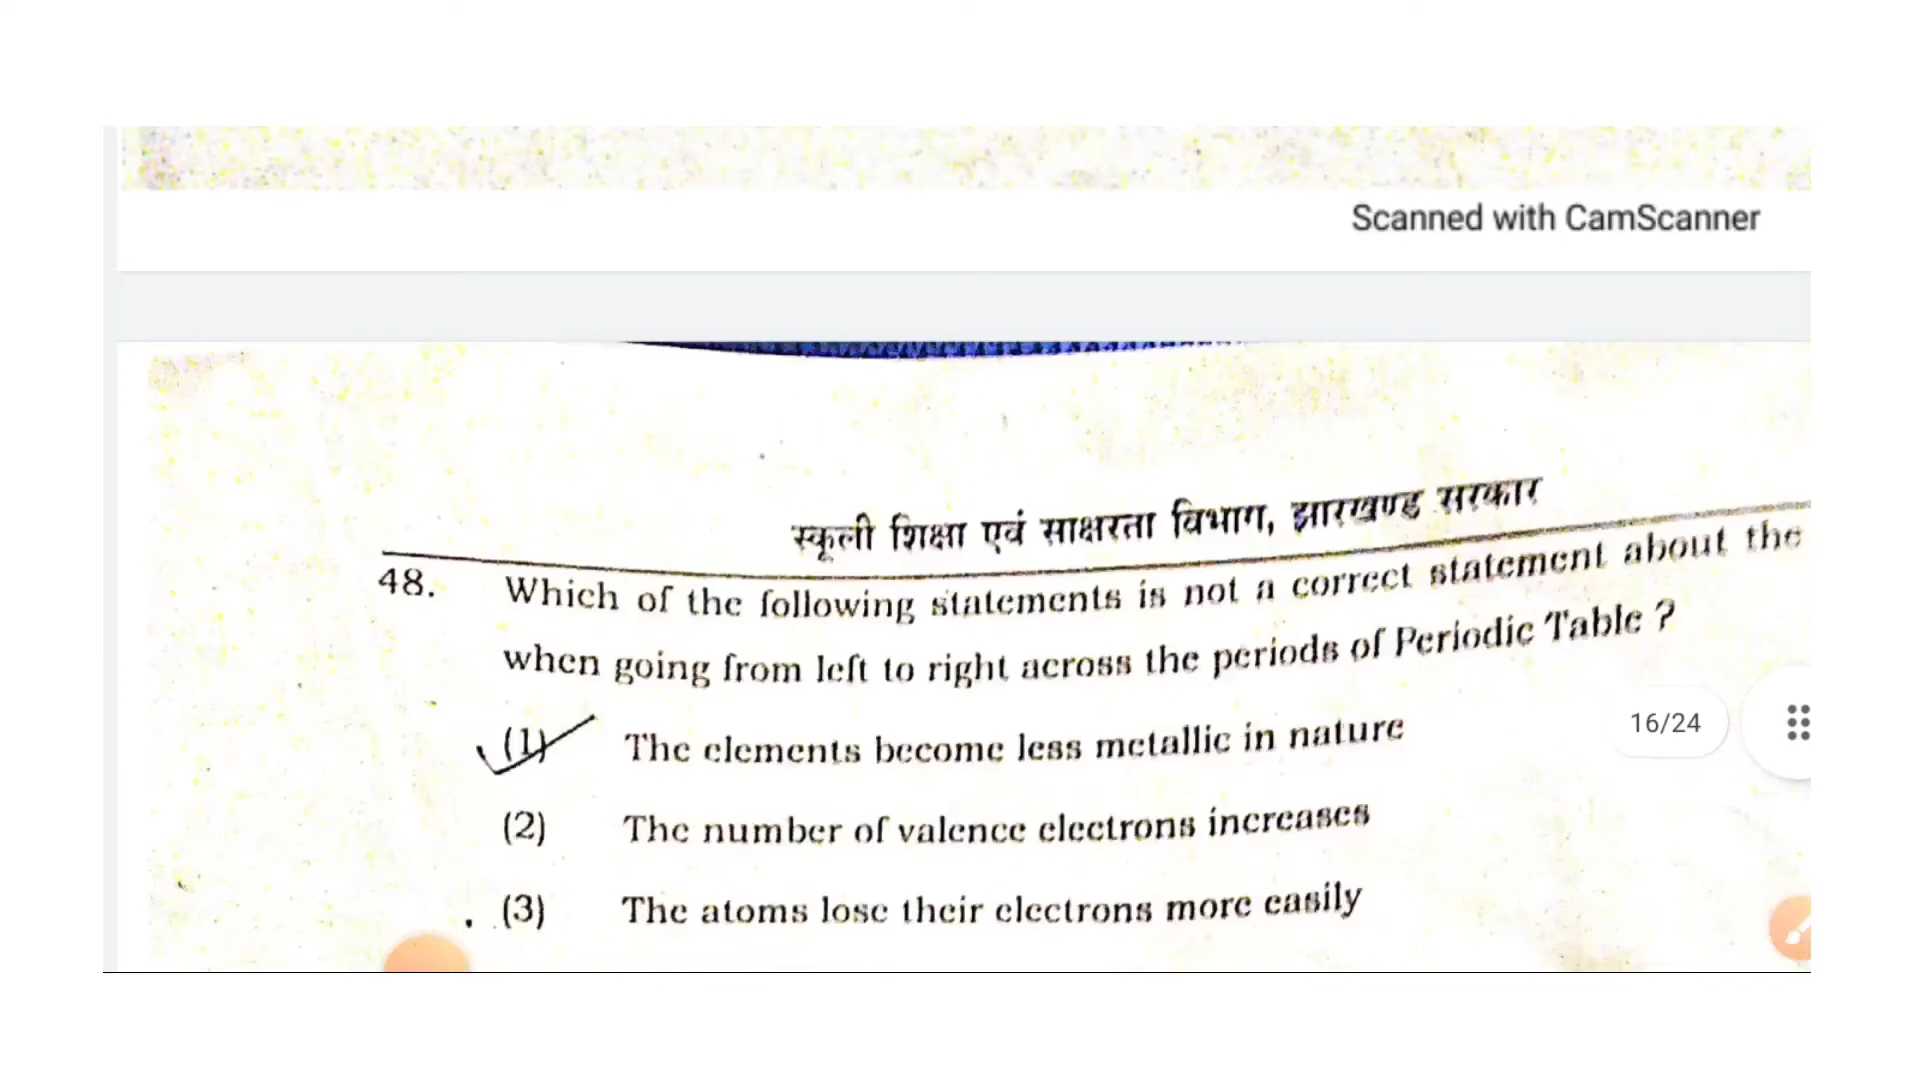 Scanned with CamScanner
स्कूली शिक्षा एवं साक्षरता विभाग, झारखण्ड सरकार
48. Which of the following statements is not a correct statement about the
when going from left to right across the periods of Periodic Table ?
(1) The elements become less metallic in nature
16/24
(2) The number of valence electrons increases
(3) The atoms lose their electrons more easily